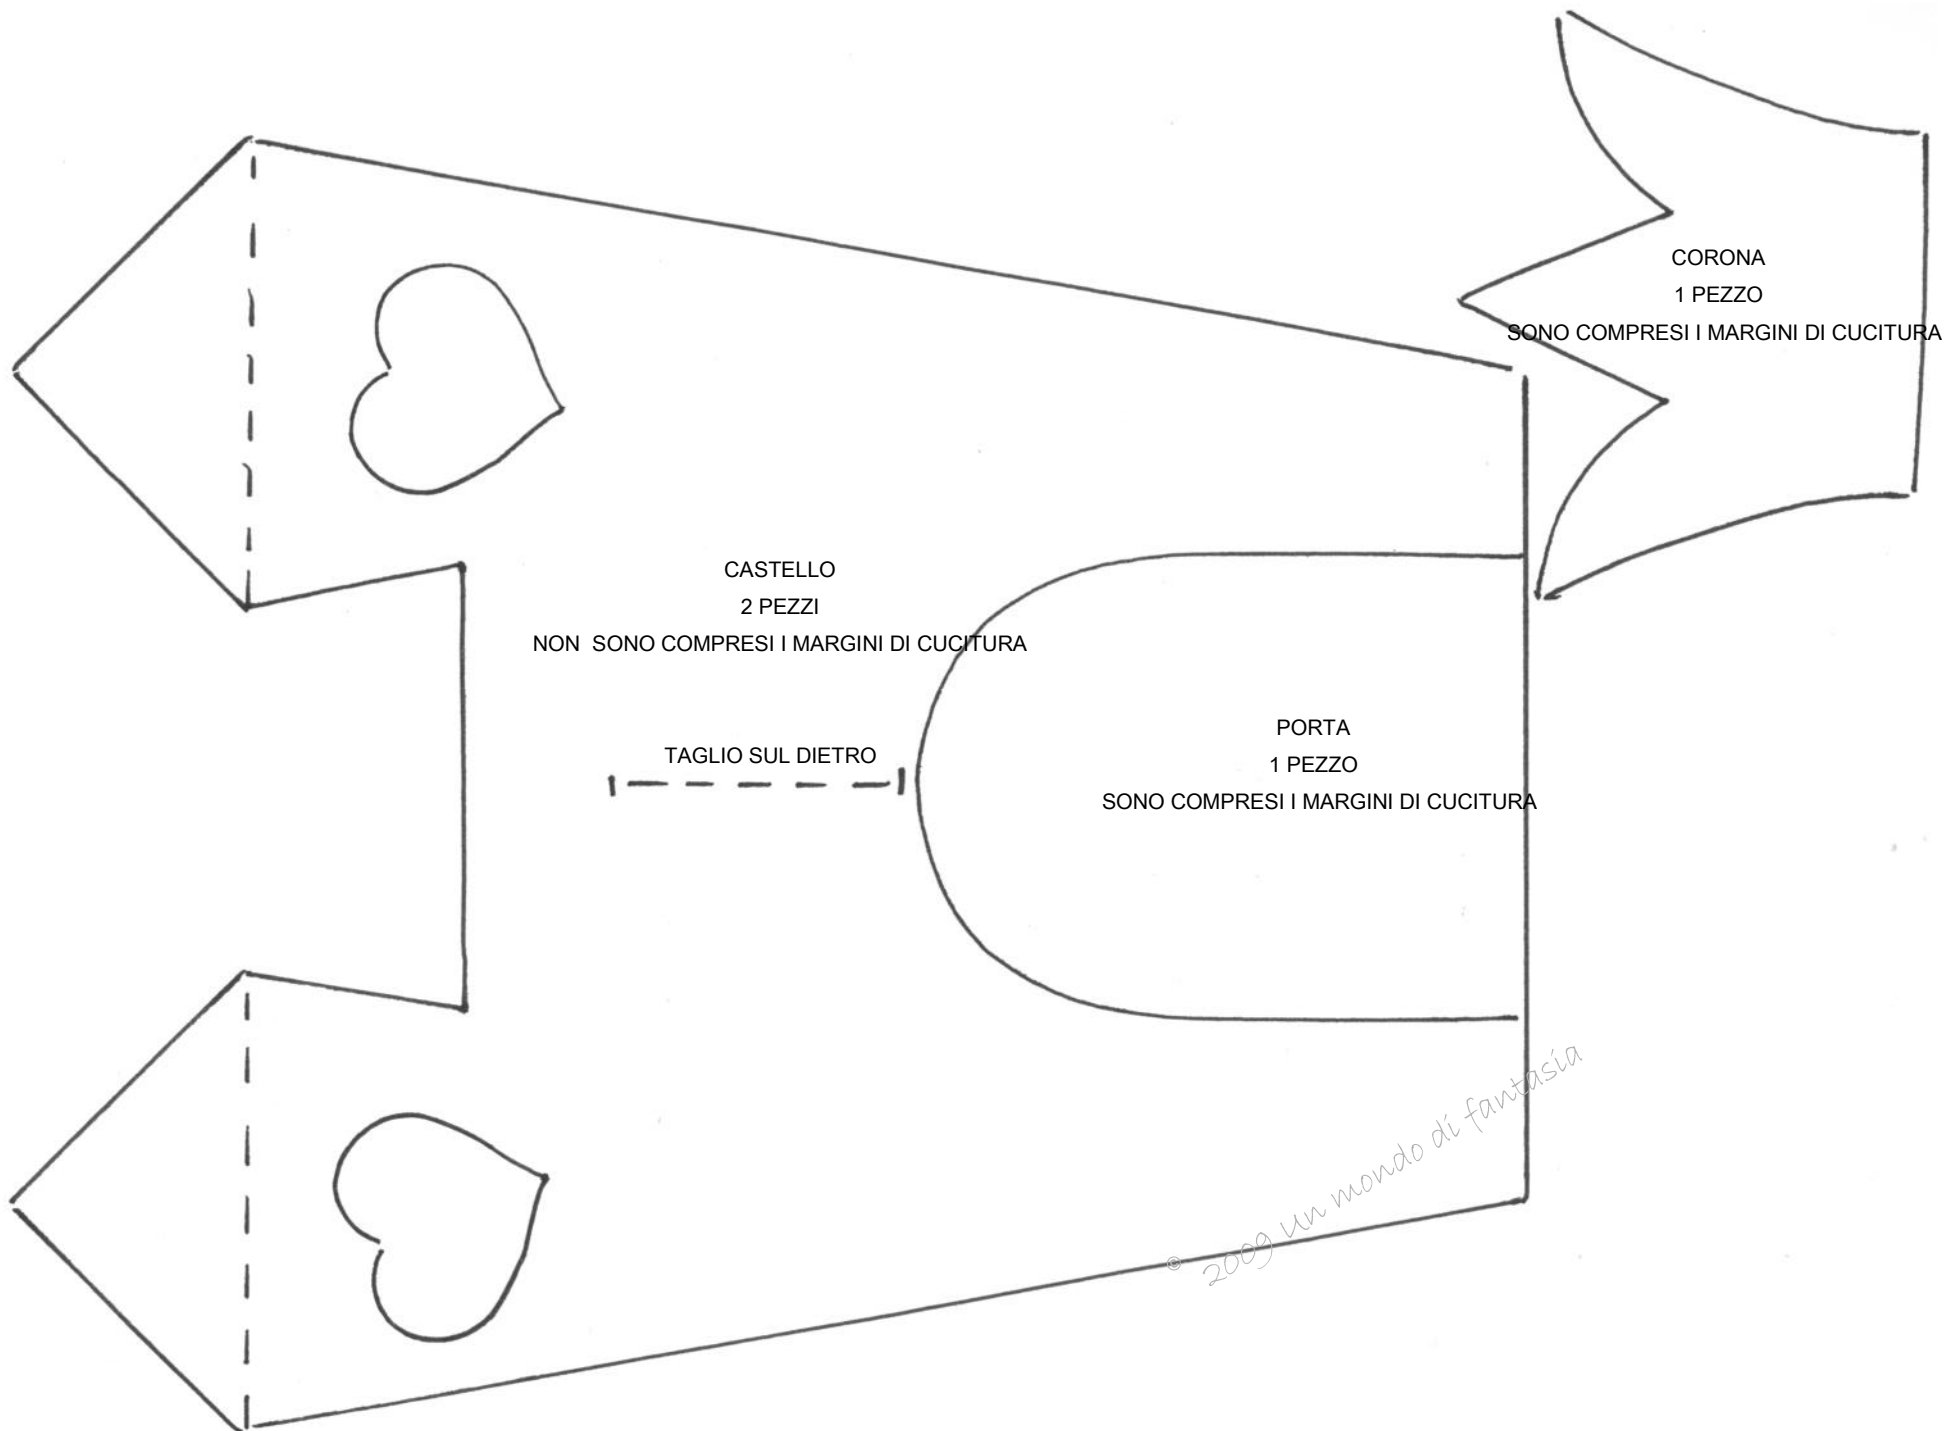 CORONA
1 PEZZO
SONO COMPRESI I MARGINI DI CUCITURA
CASTELLO
2 PEZZI
NON  SONO COMPRESI I MARGINI DI CUCITURA
TAGLIO SUL DIETRO
PORTA
1 PEZZO
SONO COMPRESI I MARGINI DI CUCITURA
© 2009 un mondo di fantasia